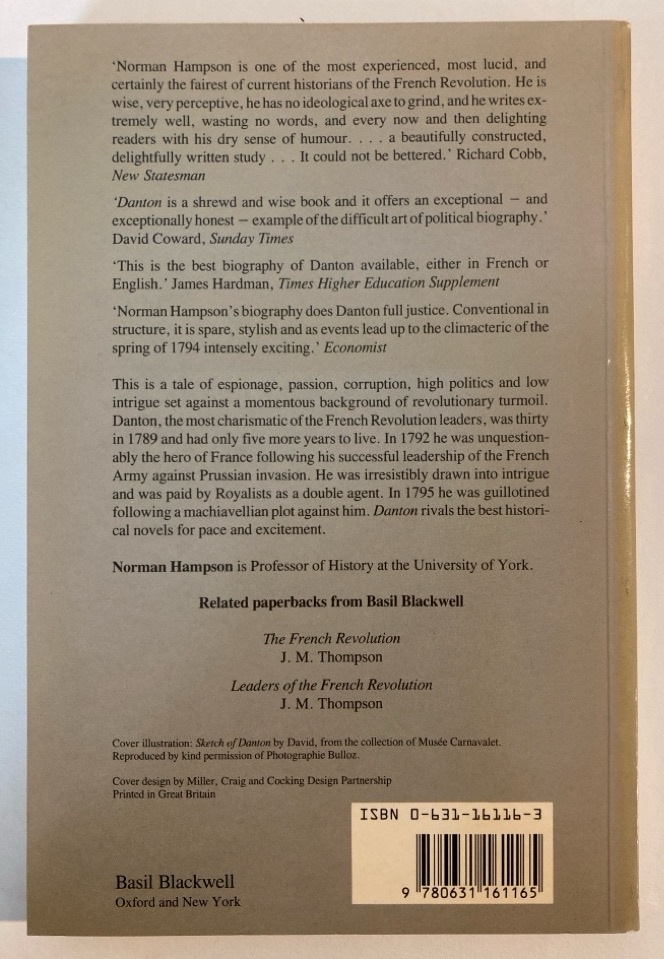 ‘Norman Hampson is one of the most experienced, most lucid, and
certainly the fairest of current historians of the French Revolution. He is
wise, very perceptive, he has no ideological axe to grind, and he writes ex-
tremely well, wasting no words, and every now and then delighting
readers with his dry sense of humour. . . . a beautifully constructed,
delightfully written study . . . It could not be bettered.’ Richard Cobb,
New Statesman
‘Danton is a shrewd and wise book and it offers an exceptional – and
exceptionally honest – example of the difficult art of political biography.’
David Coward, Sunday Times
‘This is the best biography of Danton available, either in French or
English.’ James Hardman, Times Higher Education Supplement
‘Norman Hampson’s biography does Danton full justice. Conventional in
structure, it is spare, stylish and as events lead up to the climacteric of the
spring of 1794 intensely exciting.’ Economist
This is a tale of espionage, passion, corruption, high politics and low
intrigue set against a momentous background of revolutionary turmoil.
Danton, the most charismatic of the French Revolution leaders, was thirty
in 1789 and had only five more years to live. In 1792 he was unquestion-
ably the hero of France following his successful leadership of the French
Army against Prussian invasion. He was irresistibly drawn into intrigue
and was paid by Royalists as a double agent. In 1795 he was guillotined
following a machiavellian plot against him. Danton rivals the best histori-
cal novels for pace and excitement.
Norman Hampson is Professor of History at the University of York.
Related paperbacks from Basil Blackwell
The French Revolution
J. M. Thompson
Leaders of the French Revolution
J. M. Thompson
Cover illustration: Sketch of Danton by David, from the collection of Musée Carnavalet.
Reproduced by kind permission of Photographie Bulloz.
Cover design by Miller, Craig and Cocking Design Partnership
Printed in Great Britain
ISBN 0-631-16116-3
9 780631 161165
Basil Blackwell
Oxford and New York